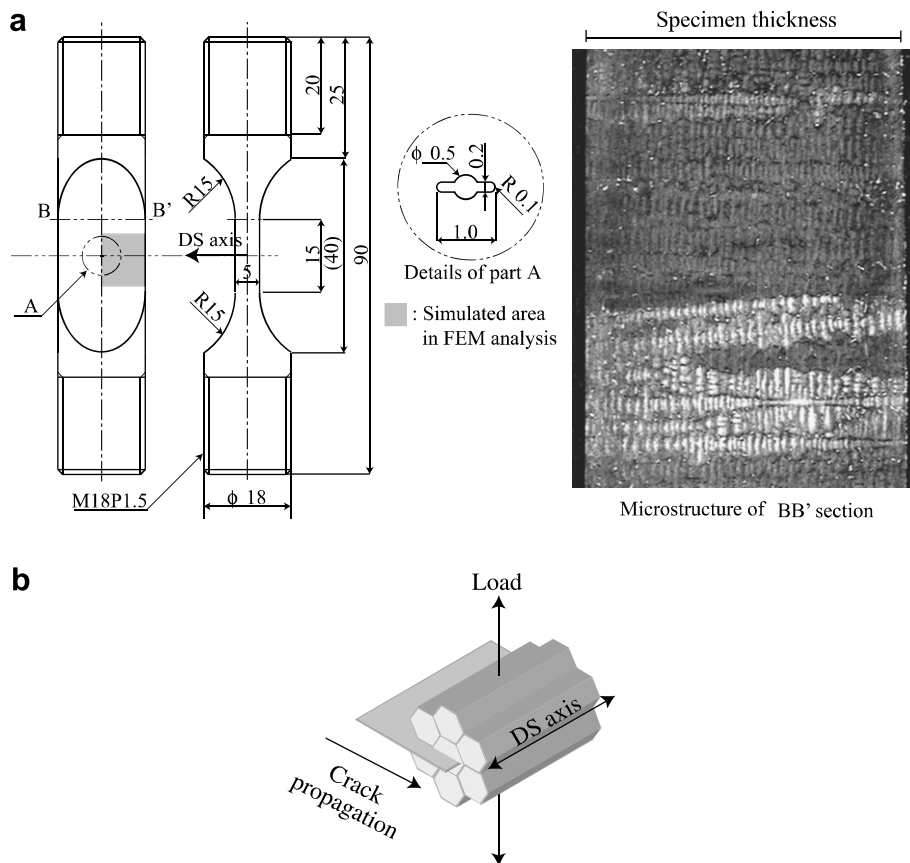 a
Specimen thickness
20
25
R15
ϕ 0.5
0.2
R 0.1
B
B'
DS axis
1.0
15
(40)
90
5
Details of part A
A
R15
: Simulated area
in FEM analysis
M18P1.5
ϕ 18
Microstructure of BB' section
b
Load
DS axis
Crack
propagation